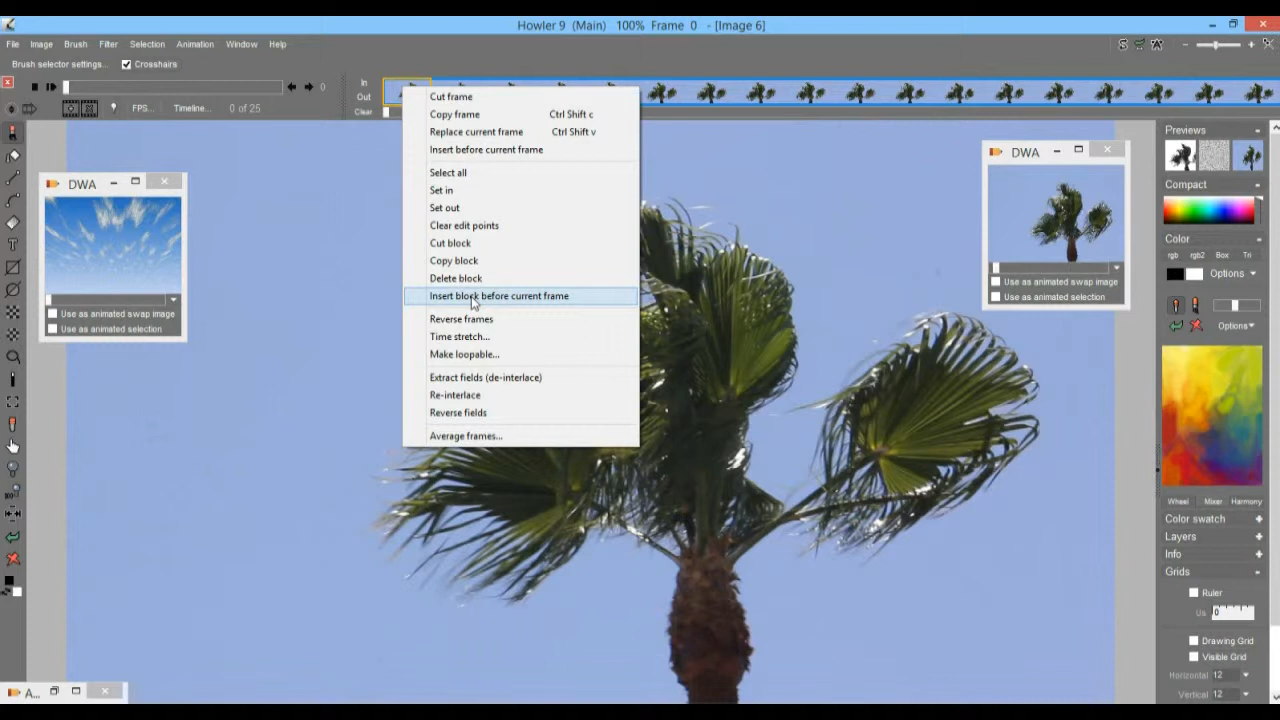 Howler 9 (Main) 100% Frame 0 - [Image 6]
File Image Brush Filter Selection Animation Window Help
Brush selector settings... Crosshairs
0
FPS... Timeline... 0 of 25
In
Out
Clear
Cut frame
Copy frame Ctrl Shift c
Replace current frame Ctrl Shift v
Insert before current frame
Select all
Set in
Set out
Clear edit points
Cut block
Copy block
Delete block
Insert block before current frame
Reverse frames
Time stretch...
Make loopable...
Extract fields (de-interlace)
Re-interlace
Reverse fields
Average frames...
DWA
Use as animated swap image
Use as animated selection
DWA
Use as animated swap image
Use as animated selection
A...
Previews
Compact
Color
rgb rgb2 Box Tri
Options
Options
Wheel Mixer Harmony
Color swatch
Layers
Info
Grids
Ruler
Us 0
Drawing Grid
Visible Grid
Horizontal 12
Vertical 12